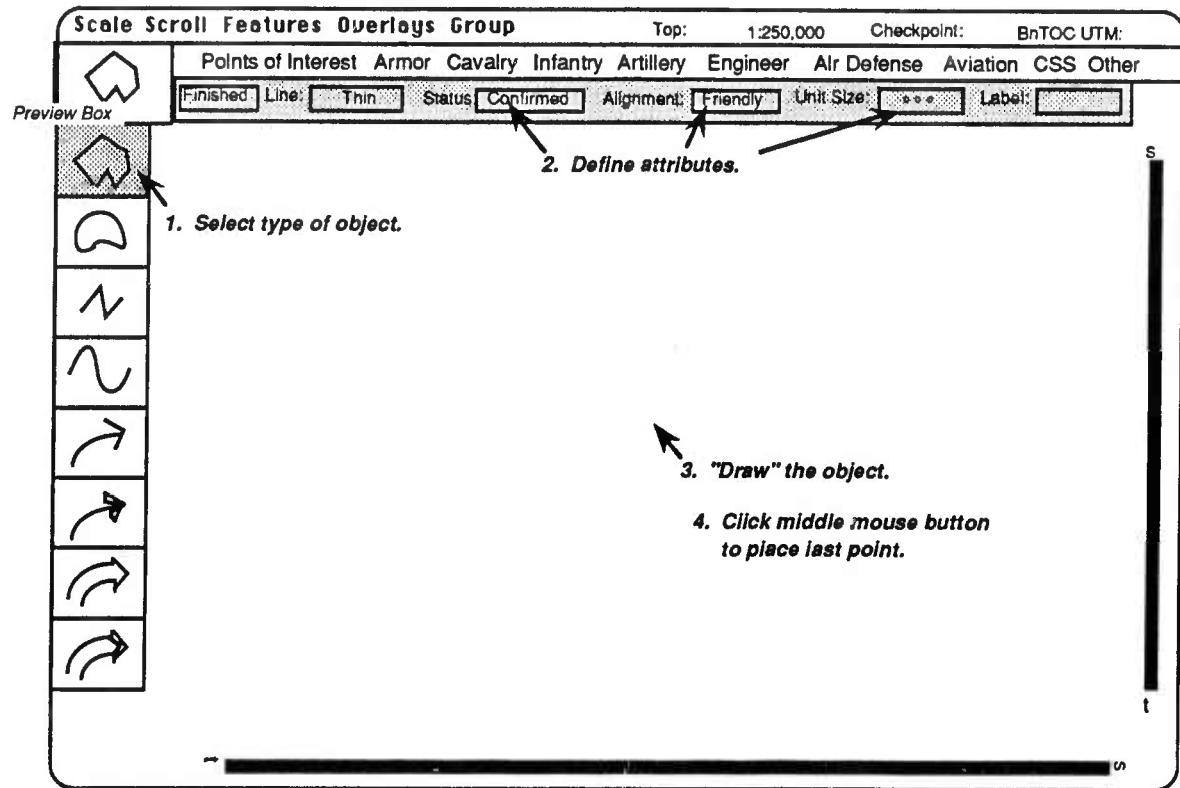 Scale Scroll Features Overlays Group Top: 1:250,000 Checkpoint: BnTOC UTM:
Points of Interest Armor Cavalry Infantry Artillery Engineer Air Defense Aviation CSS Other
Finished Line: Thin Status: Confirmed Alignment: Friendly Unit Size: Label:
Preview Box
2. Define attributes.
s
1. Select type of object.
3. "Draw" the object.
4. Click middle mouse button
to place last point.
t
s